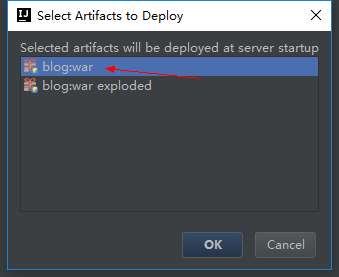 IJ
Select Artifacts to Deploy
Selected artifacts will be deployed at server startup
blog:war
blog:war exploded
OK
Cancel